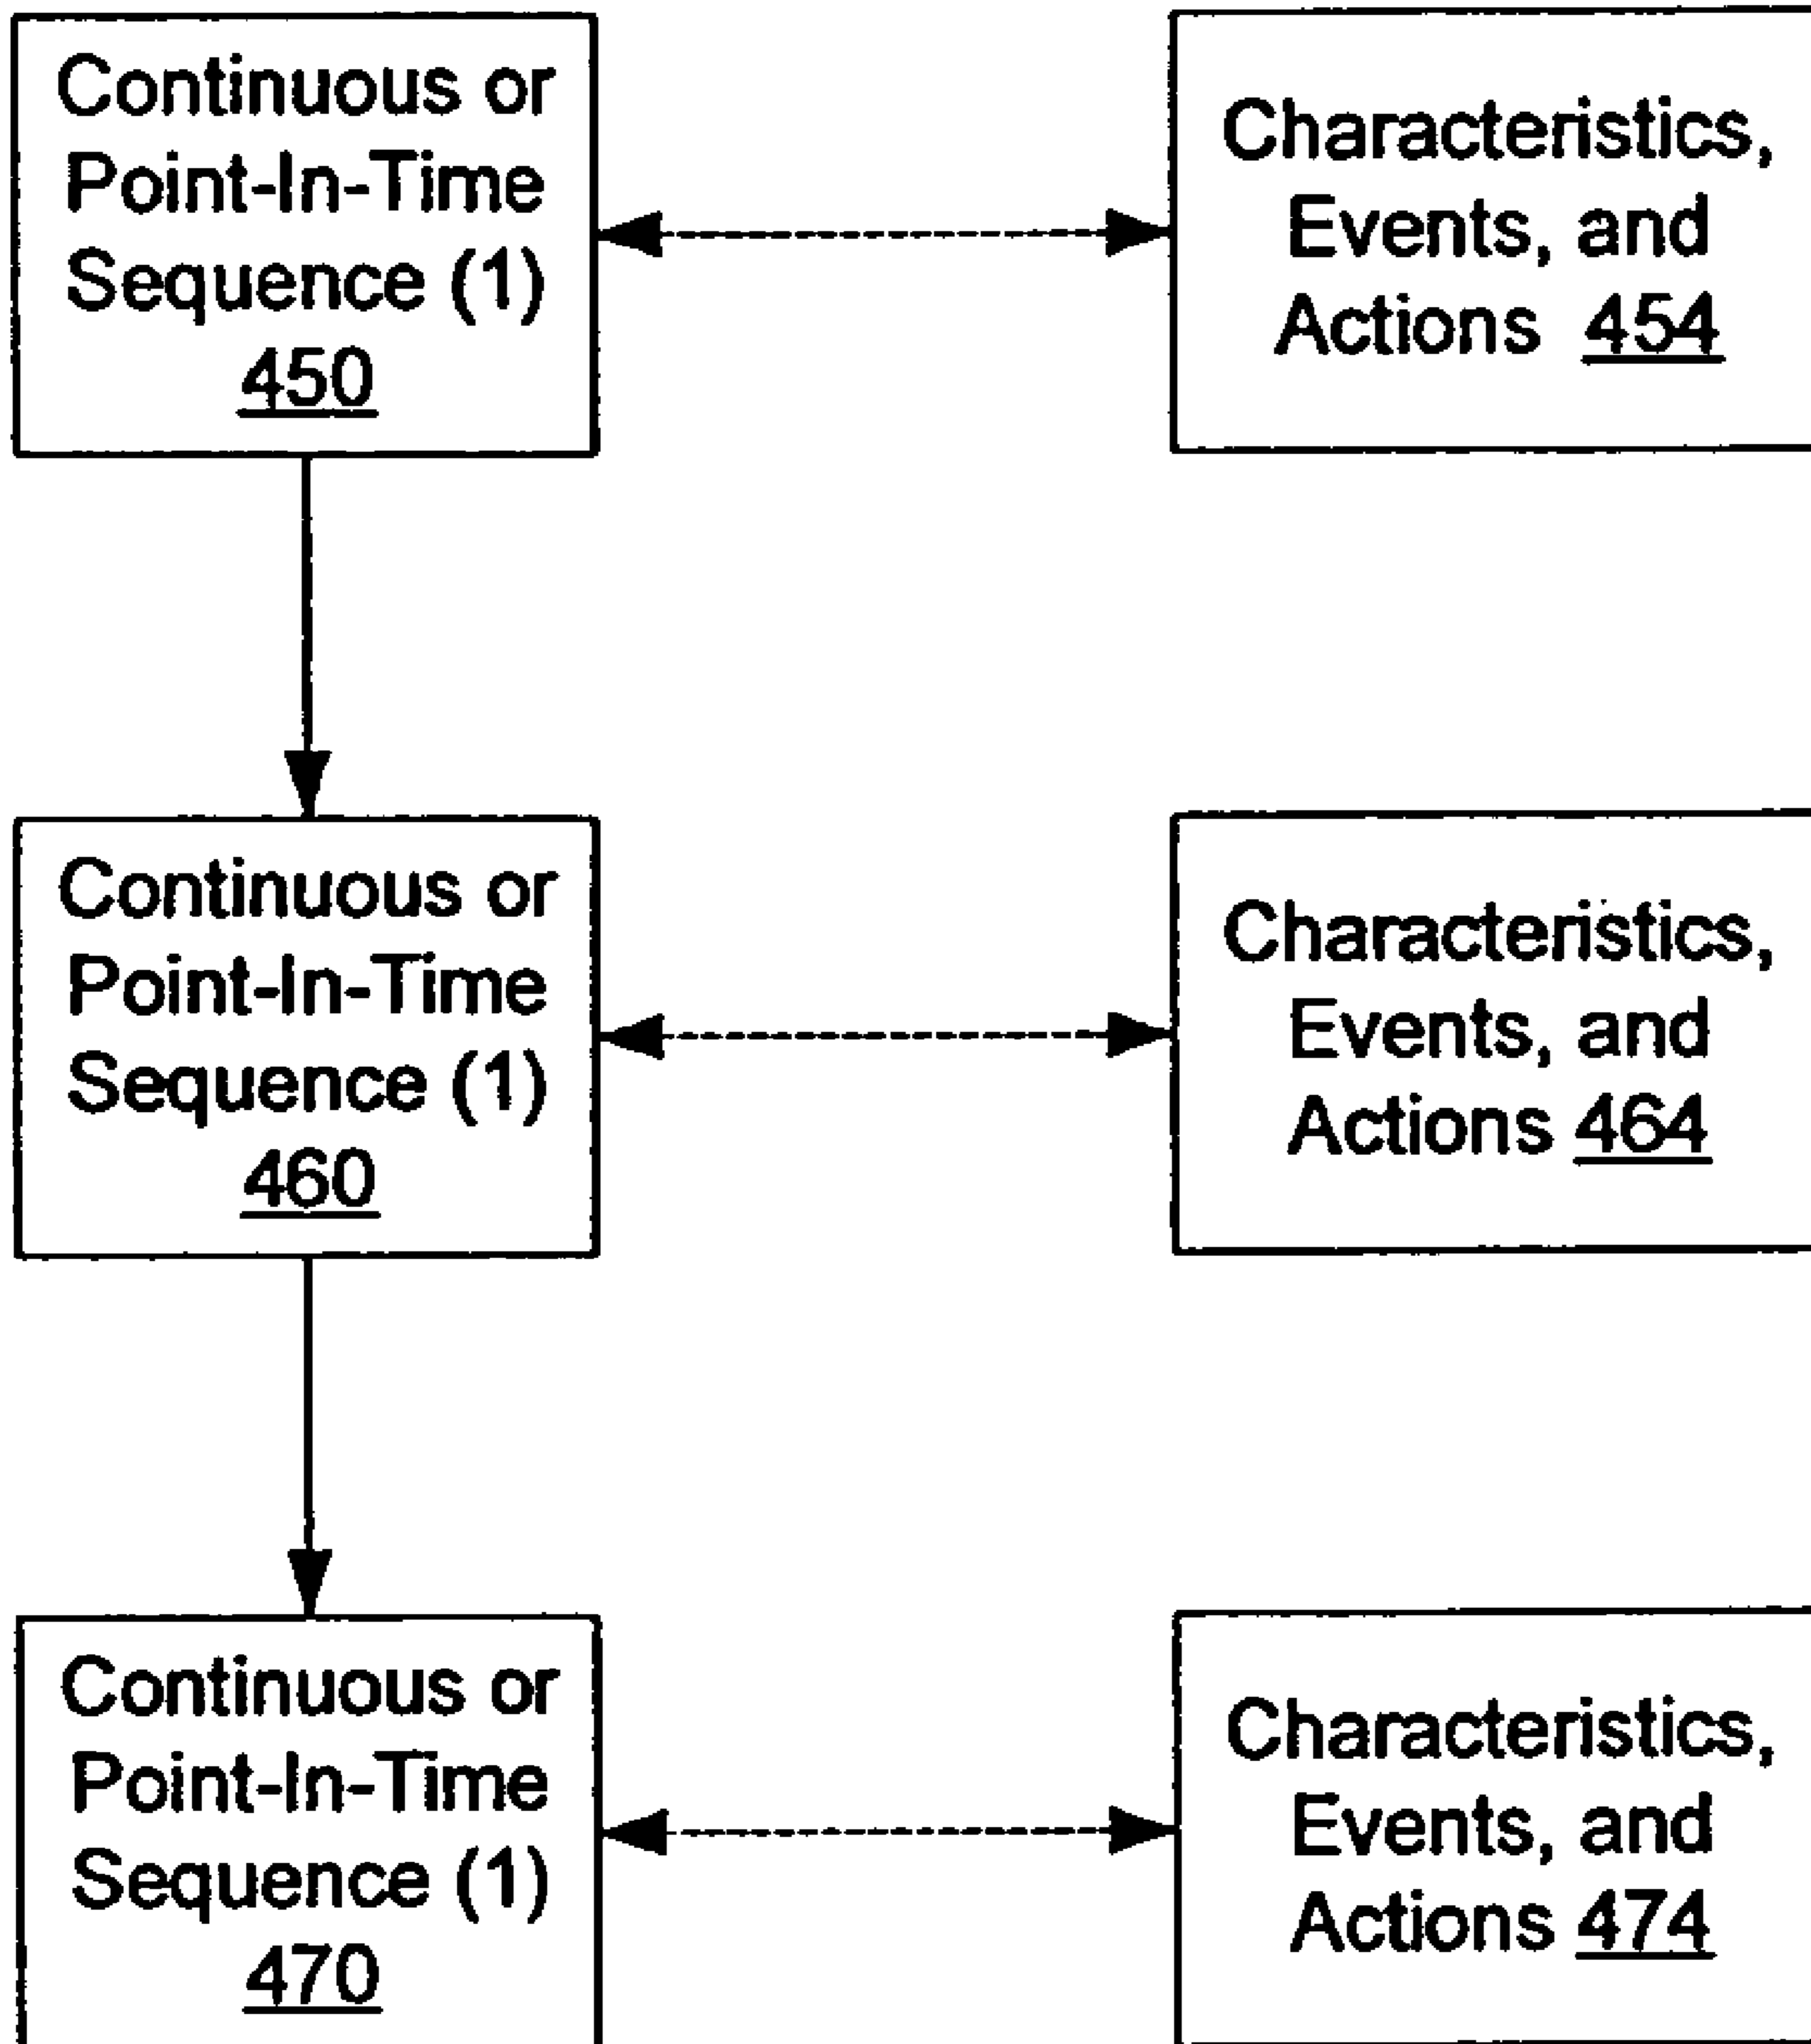 Continuous or
Point-In-Time
Sequence (1)
450
Characteristics,
Events, and
Actions 454
Continuous or
Point-In-Time
Sequence (1)
460
Characteristics,
Events, and
Actions 464
Continuous or
Point-In-Time
Sequence (1)
470
Characteristics,
Events, and
Actions 474